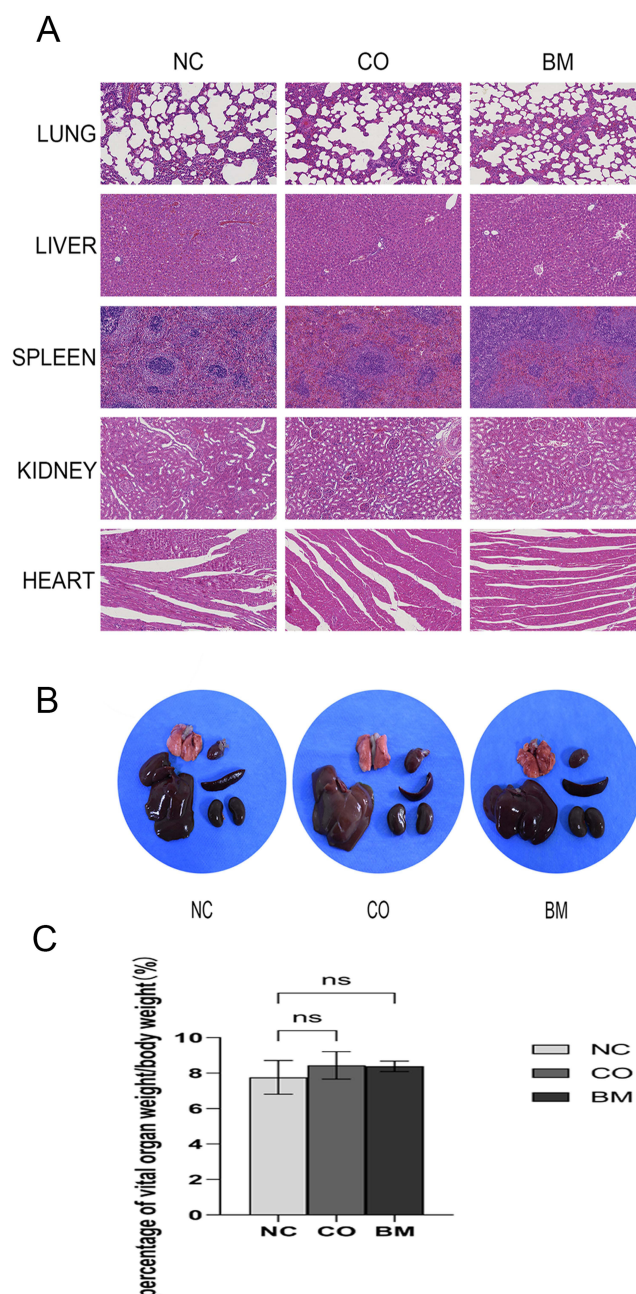 A
NC CO BM
LUNG
LIVER
SPLEEN
KIDNEY
HEART
B
NC CO BM
C
percentage of vital organ weight/body weight(%)
ns
ns
10
8
6
4
2
0
NC CO BM
NC
CO
BM